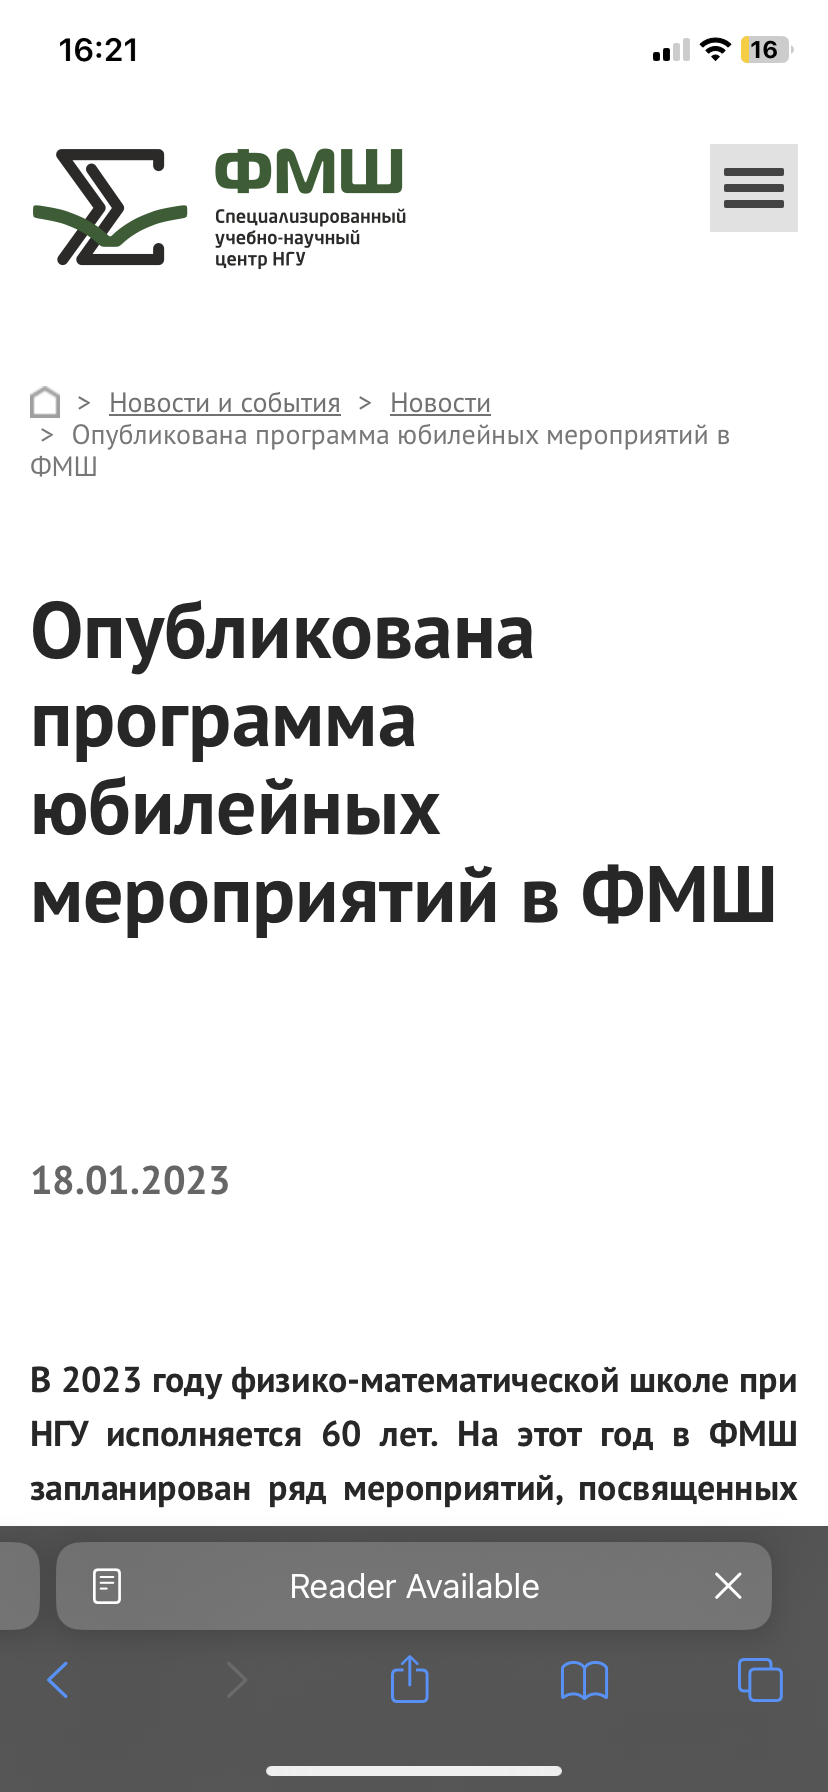 16:21
16
ФМШ
Специализированный
учебно-научный
центр НГУ
> Новости и события > Новости
> Опубликована программа юбилейных мероприятий в
ФМШ
Опубликована
программа
юбилейных
мероприятий в ФМШ
18.01.2023
В 2023 году физико-математической школе при
НГУ исполняется 60 лет. На этот год в ФМШ
запланирован ряд мероприятий, посвященных
Reader Available